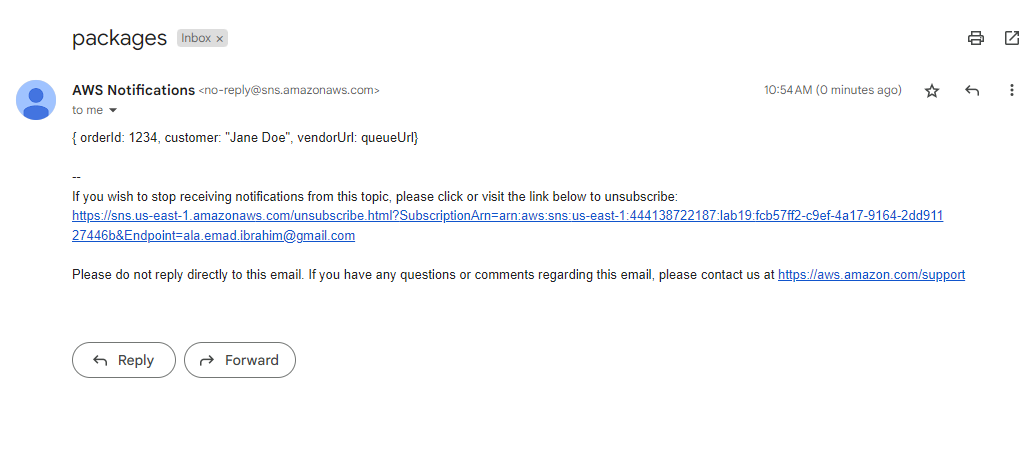 packages Inbox ×
AWS Notifications <no-reply@sns.amazonaws.com> 10:54 AM (0 minutes ago)
to me
{ orderId: 1234, customer: "Jane Doe", vendorUrl: queueUrl}
--
If you wish to stop receiving notifications from this topic, please click or visit the link below to unsubscribe:
https://sns.us-east-1.amazonaws.com/unsubscribe.html?SubscriptionArn=arn:aws:sns:us-east-1:444138722187:lab19:fcb57ff2-c9ef-4a17-9164-2dd911
27446b&Endpoint=ala.emad.ibrahim@gmail.com
Please do not reply directly to this email. If you have any questions or comments regarding this email, please contact us at https://aws.amazon.com/support
Reply Forward